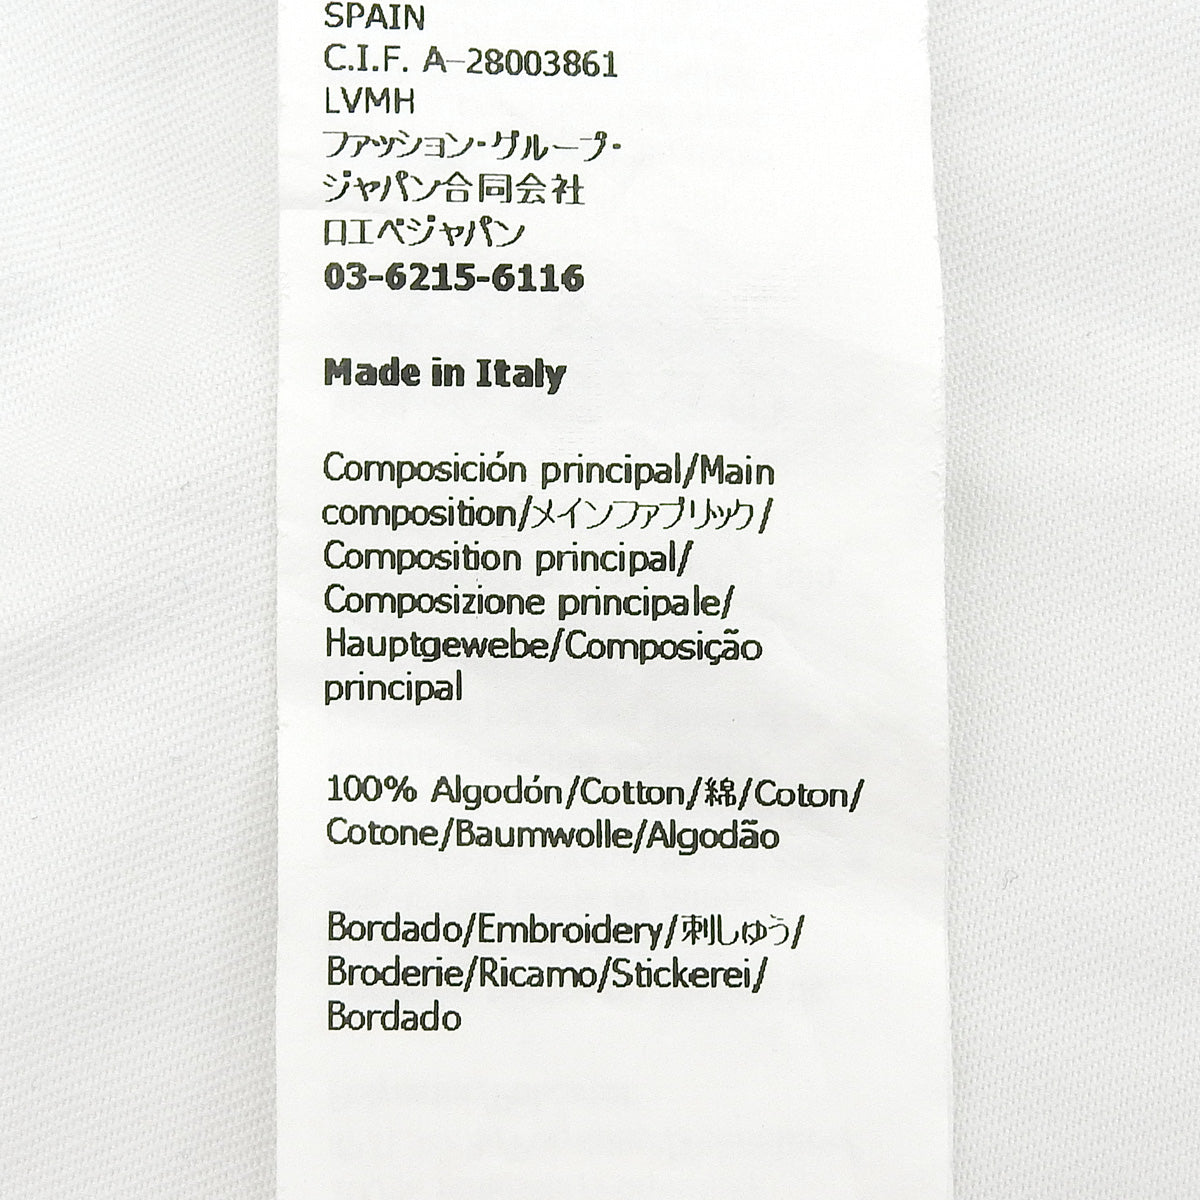 SPAIN
C.I.F. A-28003861
LVMH
ファッション・グループ・
ジャパン合同会社
ロエベジャパン
03-6215-6116
Made in Italy
Composición principal/Main
composition/メインファブリック/
Composition principal/
Composizione principale/
Hauptgewebe/Composição
principal
100% Algodón/Cotton/綿/Coton/
Cotone/Baumwolle/Algodão
Bordado/Embroidery/刺しゅう/
Broderie/Ricamo/Stickerei/
Bordado